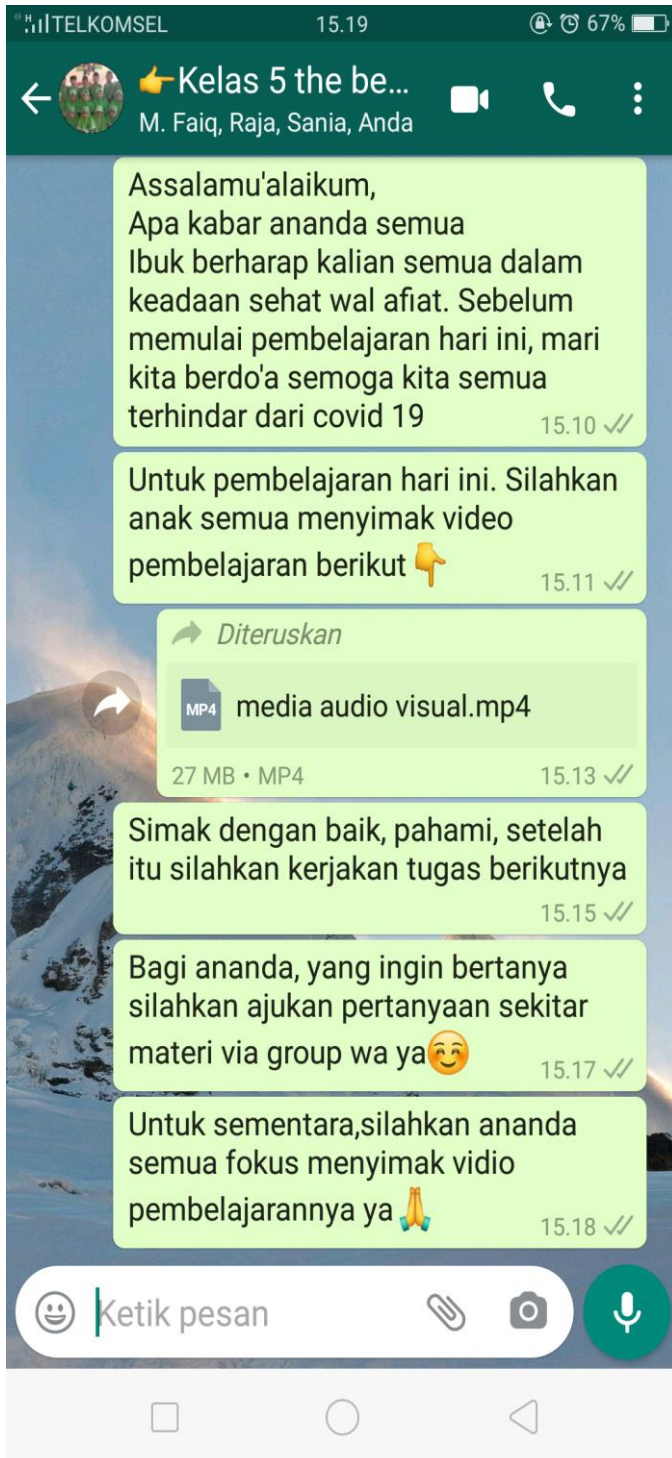 TELKOMSEL 15.19 67%
👉Kelas 5 the be...
M. Faiq, Raja, Sania, Anda
Assalamu'alaikum,
Apa kabar ananda semua
Ibuk berharap kalian semua dalam
keadaan sehat wal afiat. Sebelum
memulai pembelajaran hari ini, mari
kita berdo'a semoga kita semua
terhindar dari covid 19
15.10
Untuk pembelajaran hari ini. Silahkan
anak semua menyimak video
pembelajaran berikut👇
15.11
Diteruskan
MP4 media audio visual.mp4
27 MB • MP4 15.13
Simak dengan baik, pahami, setelah
itu silahkan kerjakan tugas berikutnya
15.15
Bagi ananda, yang ingin bertanya
silahkan ajukan pertanyaan sekitar
materi via group wa ya☺️
15.17
Untuk sementara,silahkan ananda
semua fokus menyimak vidio
pembelajarannya ya🙏
15.18
Ketik pesan